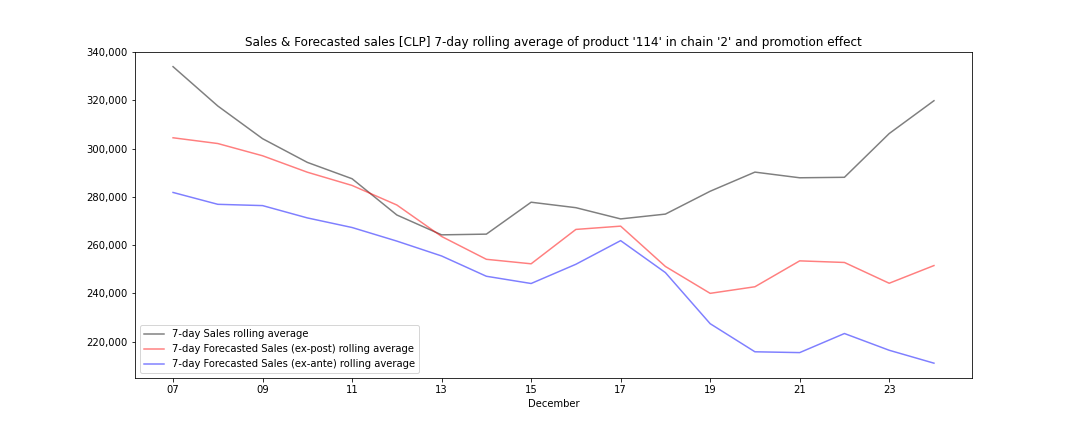 Sales & Forecasted sales [CLP] 7-day rolling average of product '114' in chain '2' and promotion effect
340,000
320,000
300,000
280,000
260,000
240,000
220,000
7-day Sales rolling average
7-day Forecasted Sales (ex-post) rolling average
7-day Forecasted Sales (ex-ante) rolling average
07 09 11 13 15 17 19 21 23
December